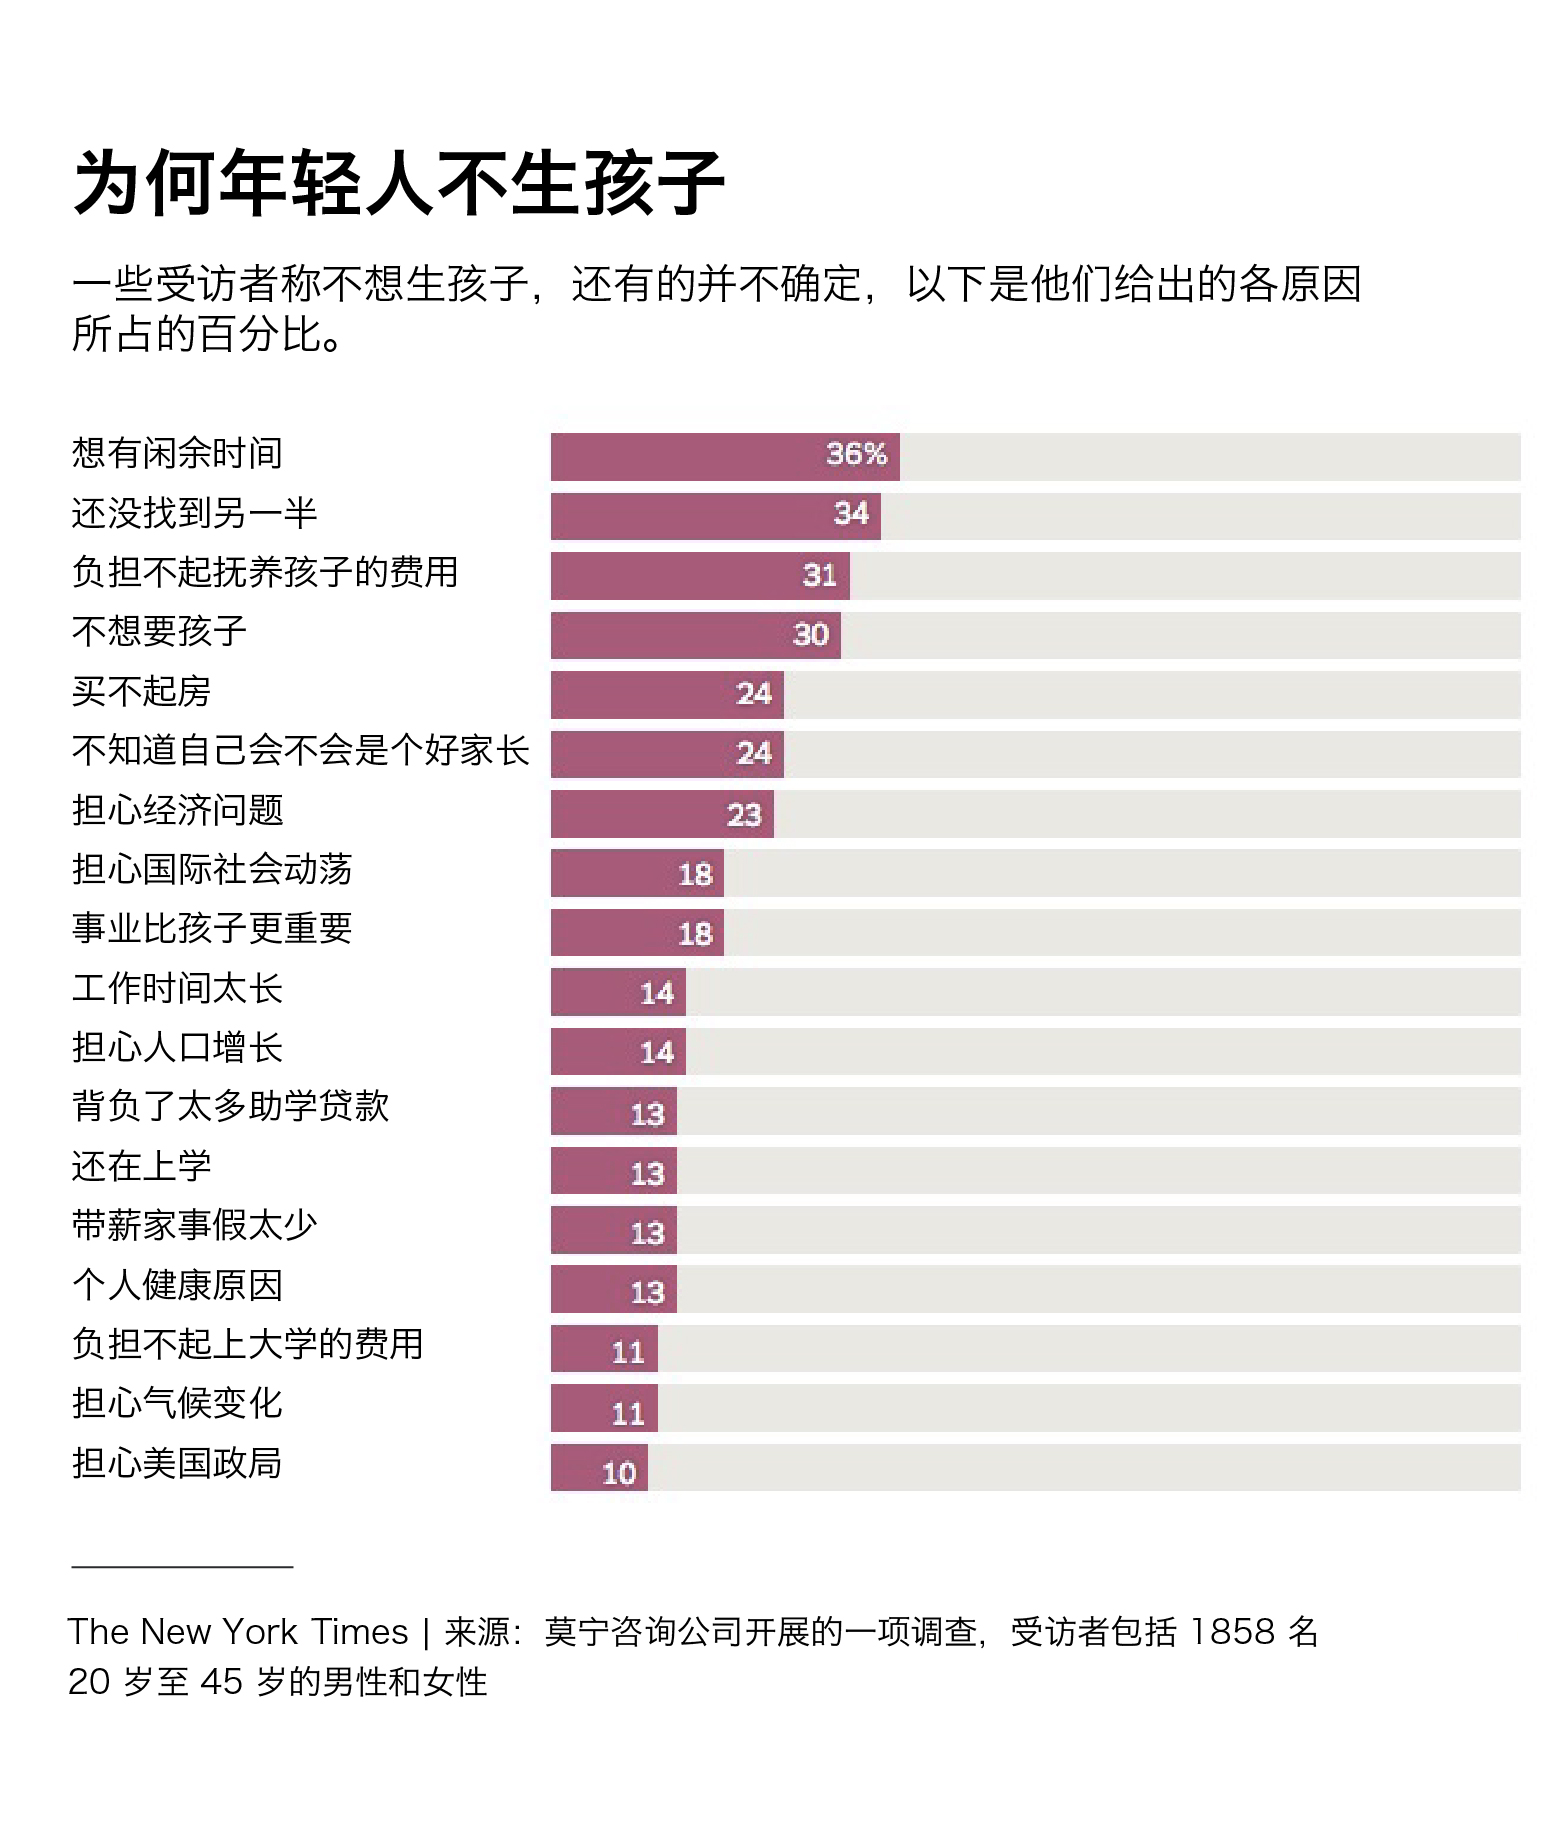 为何年轻人不生孩子
一些受访者称不想生孩子，还有的并不确定，以下是他们给出的各原因
所占的百分比。
想有闲余时间 36%
还没找到另一半 34
负担不起抚养孩子的费用 31
不想要孩子 30
买不起房 24
不知道自己会不会是个好家长 24
担心经济问题 23
担心国际社会动荡 18
事业比孩子更重要 18
工作时间太长 14
担心人口增长 14
背负了太多助学贷款 13
还在上学 13
带薪家事假太少 13
个人健康原因 13
负担不起上大学的费用 11
担心气候变化 11
担心美国政局 10
The New York Times | 来源：莫宁咨询公司开展的一项调查，受访者包括 1858 名
20 岁至 45 岁的男性和女性